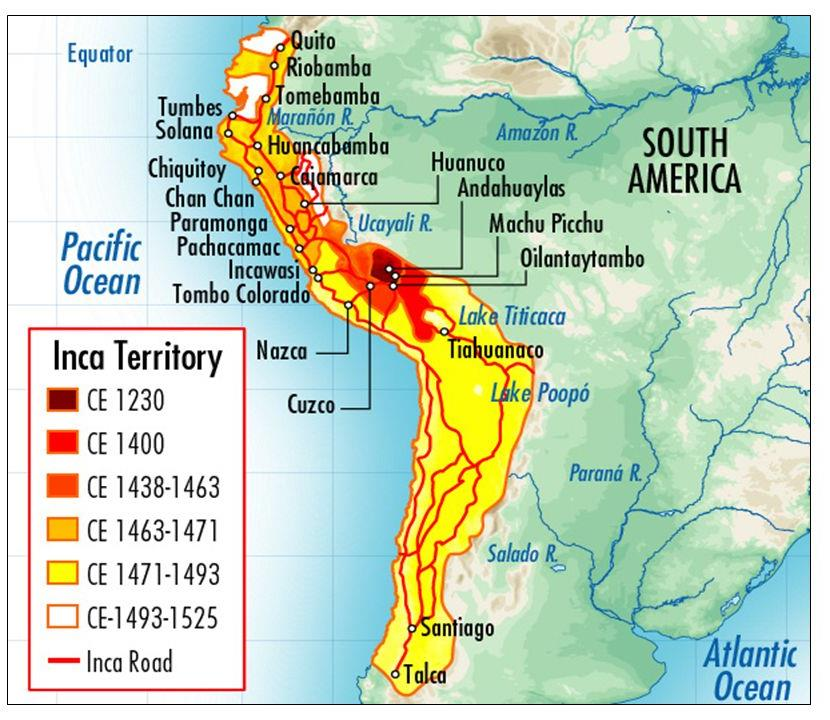 Equator
Quito
Riobamba
Tomebamba
Tumbes
Solana
Marañón R.
Amazon R.
Huancabamba
SOUTH
AMERICA
Chiquitoy
Cajamarca
Huanuco
Andahuaylas
Chan Chan
Paramonga
Ucayali R.
Machu Picchu
Pacific
Ocean
Pachacamac
Incawasi
Oilantaytambo
Tombo Colorado
Lake Titicaca
Nazca
Tiahuanaco
Cuzco
Lake Poopó
Inca Territory
CE 1230
CE 1400
CE 1438-1463
CE 1463-1471
CE 1471-1493
CE-1493-1525
Inca Road
Paraná R.
Salado R.
Santiago
Talca
Atlantic
Ocean